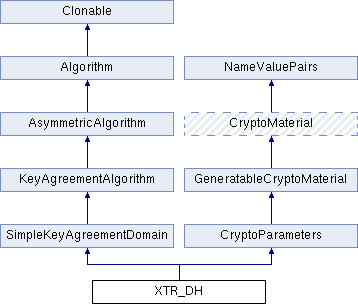 Clonable
Algorithm
NameValuePairs
AsymmetricAlgorithm
CryptoMaterial
KeyAgreementAlgorithm
GeneratableCryptoMaterial
SimpleKeyAgreementDomain
CryptoParameters
XTR_DH